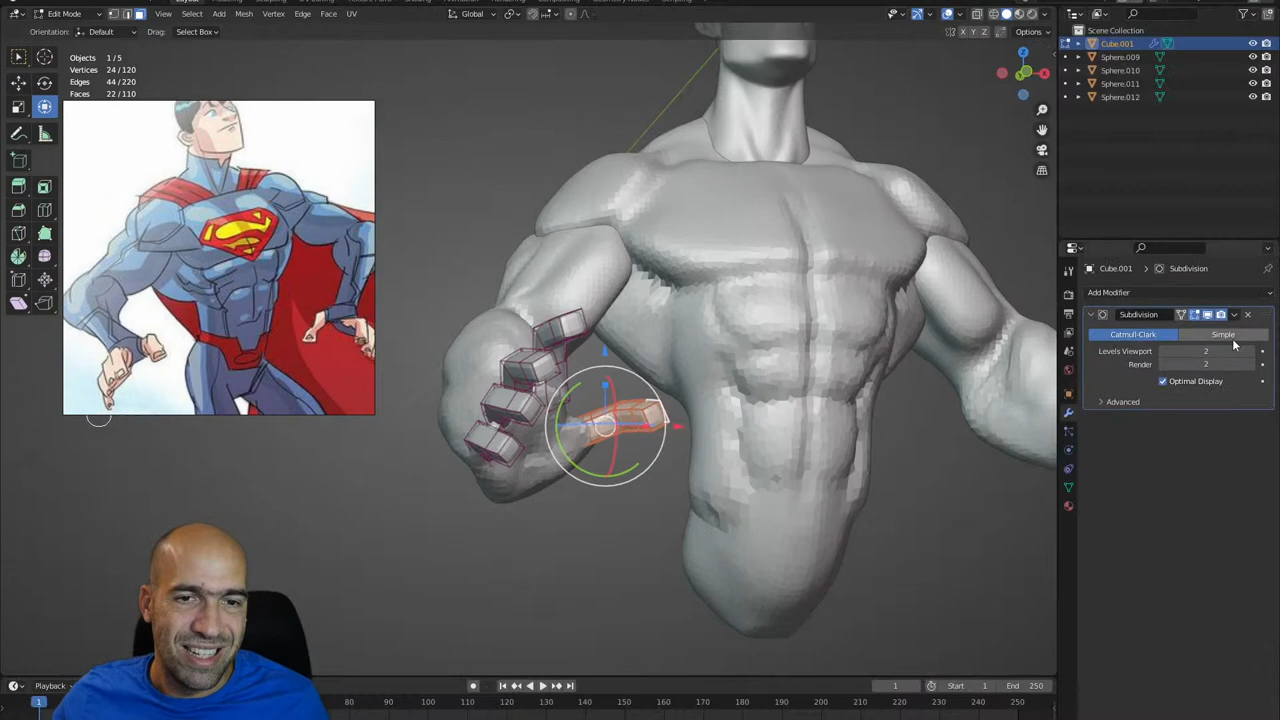 Edit Mode View Select Add Mesh Vertex Edge Face UV Global Options
Orientation: Default Drag: Select Box X Y Z Options
Objects 1/5
Vertices 24/120
Edges 44/220
Faces 22/110
Scene Collection
Cube.001
Sphere.009
Sphere.010
Sphere.011
Sphere.012
Cube.001 Subdivision
Add Modifier
Subdivision
Catmull-Clark Simple
Levels Viewport 2
Render 2
Optimal Display
Advanced
Playback 1 Start 1 End 250
1 80 90 100 110 120 130 140 150 160 170 180 190 200 210 220 230 240 250